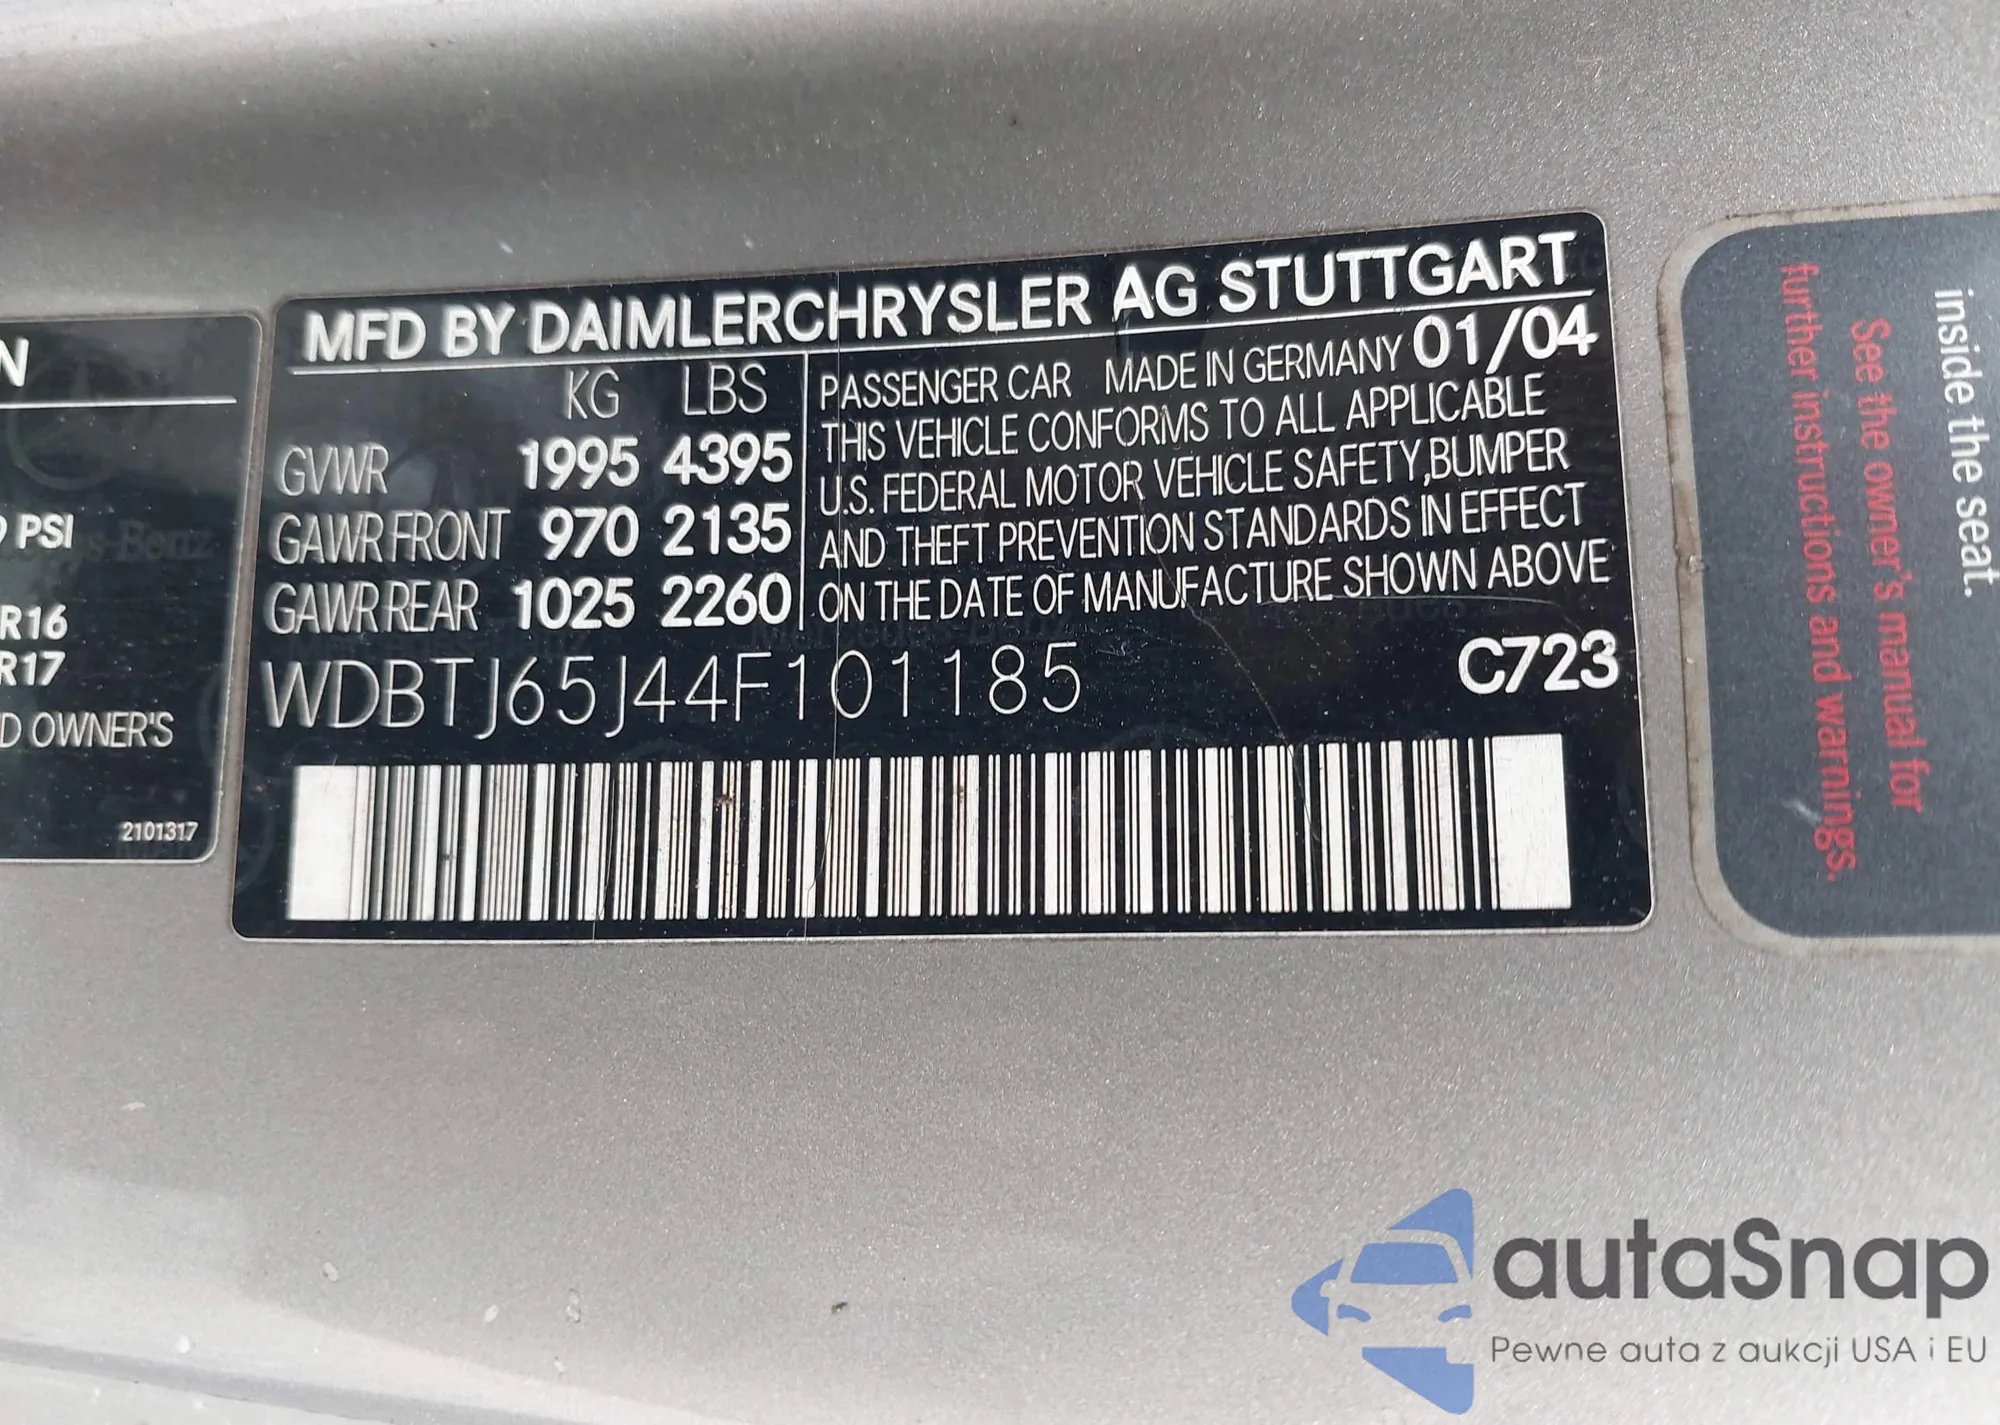 N
9 PSI
R16
R17
D OWNER'S
2101317
MFD BY DAIMLERCHRYSLER AG STUTTGART
KG LBS
GVWR 1995 4395
GAWR FRONT 970 2135
GAWR REAR 1025 2260
PASSENGER CAR MADE IN GERMANY 01/04
THIS VEHICLE CONFORMS TO ALL APPLICABLE
U.S. FEDERAL MOTOR VEHICLE SAFETY,BUMPER
AND THEFT PREVENTION STANDARDS IN EFFECT
ON THE DATE OF MANUFACTURE SHOWN ABOVE
WDBTJ65J44F101185
C723
inside the seat.
See the owner's manual for
further instructions and warnings.
autaSnap
Pewne auta z aukcji USA i EU